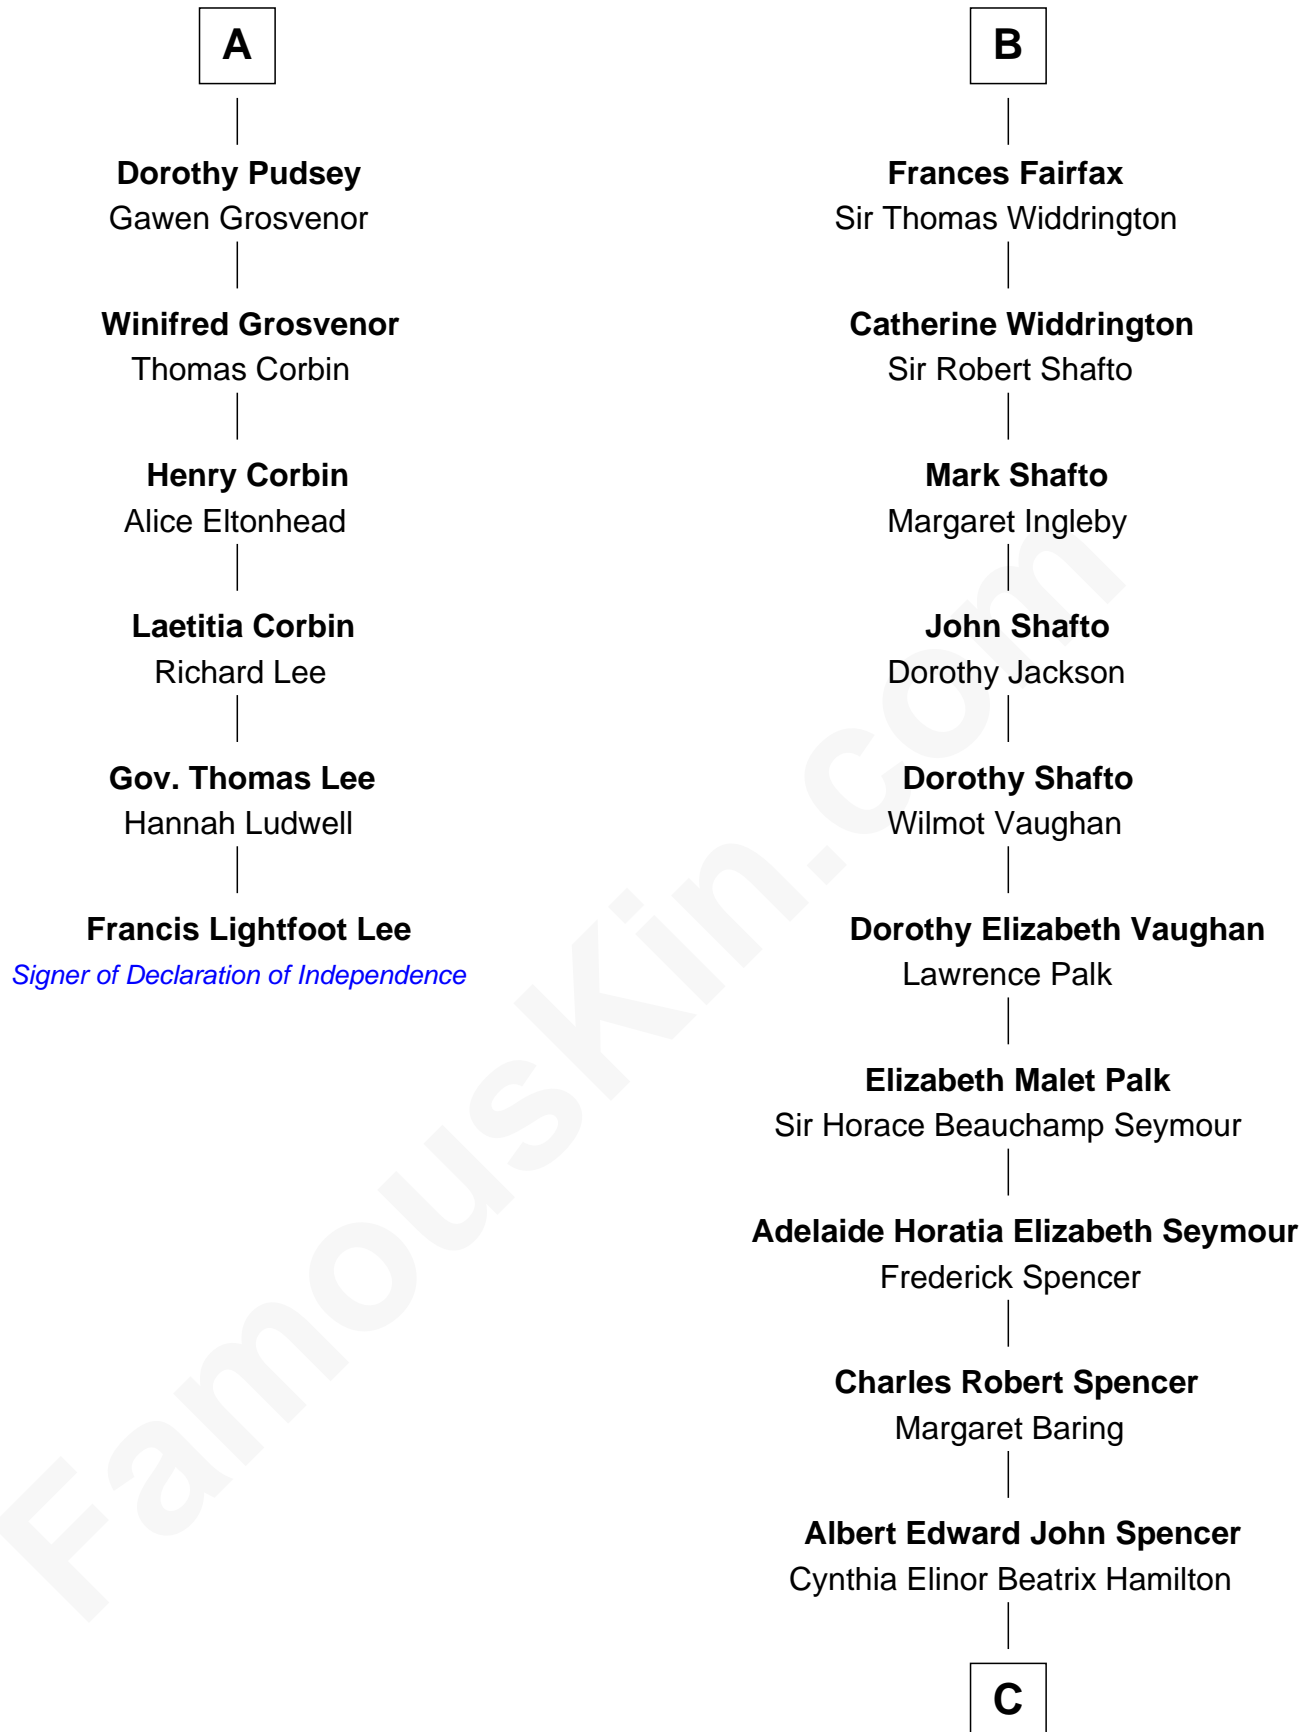 A
Dorothy Pudsey
Gawen Grosvenor
Winifred Grosvenor
Thomas Corbin
Henry Corbin
Alice Eltonhead
Laetitia Corbin
Richard Lee
Gov. Thomas Lee
Hannah Ludwell
Francis Lightfoot Lee
Signer of Declaration of Independence
B
Frances Fairfax
Sir Thomas Widdrington
Catherine Widdrington
Sir Robert Shafto
Mark Shafto
Margaret Ingleby
John Shafto
Dorothy Jackson
Dorothy Shafto
Wilmot Vaughan
Dorothy Elizabeth Vaughan
Lawrence Palk
Elizabeth Malet Palk
Sir Horace Beauchamp Seymour
Adelaide Horatia Elizabeth Seymour
Frederick Spencer
Charles Robert Spencer
Margaret Baring
Albert Edward John Spencer
Cynthia Elinor Beatrix Hamilton
C
FamousKin.com